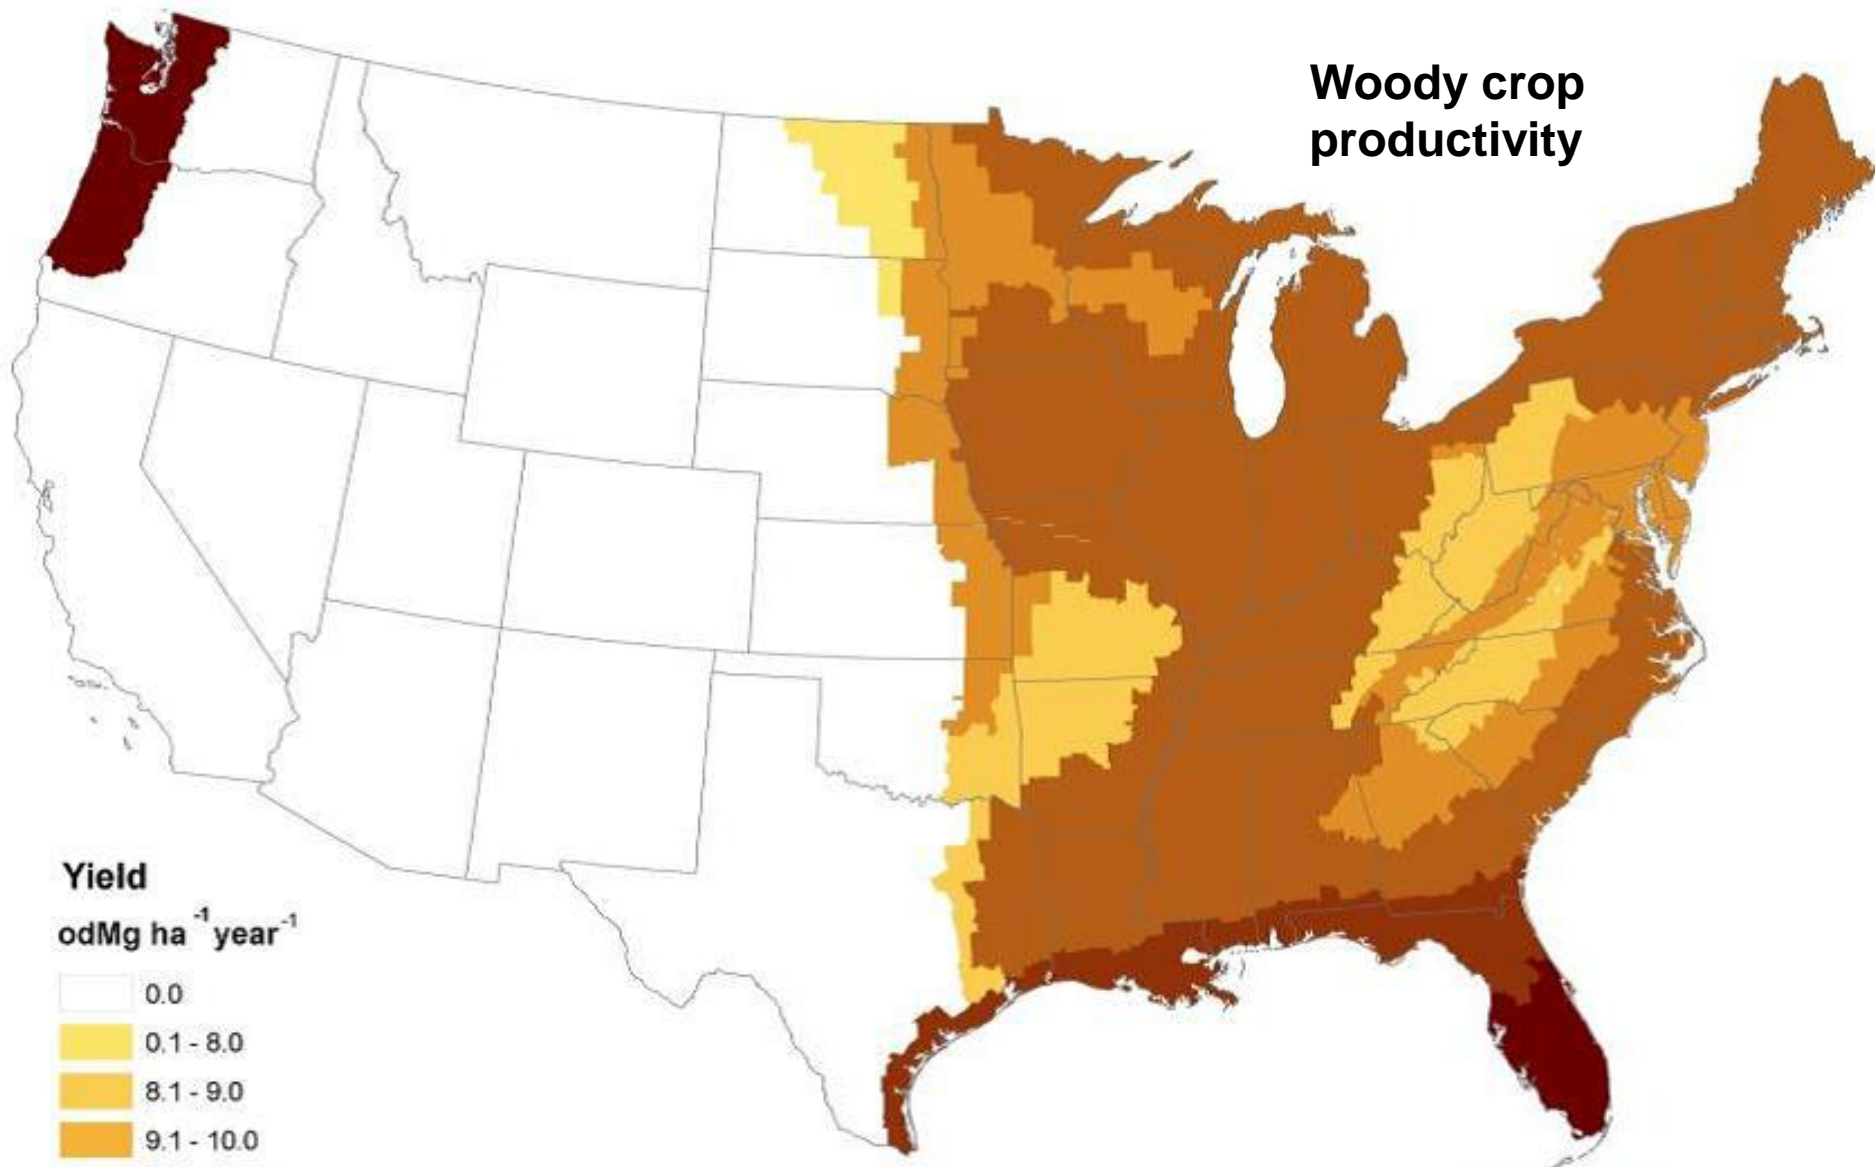 Woody crop
productivity
Yield
odMg ha -1 year-1
0.0
0.1 - 8.0
8.1 - 9.0
9.1 - 10.0